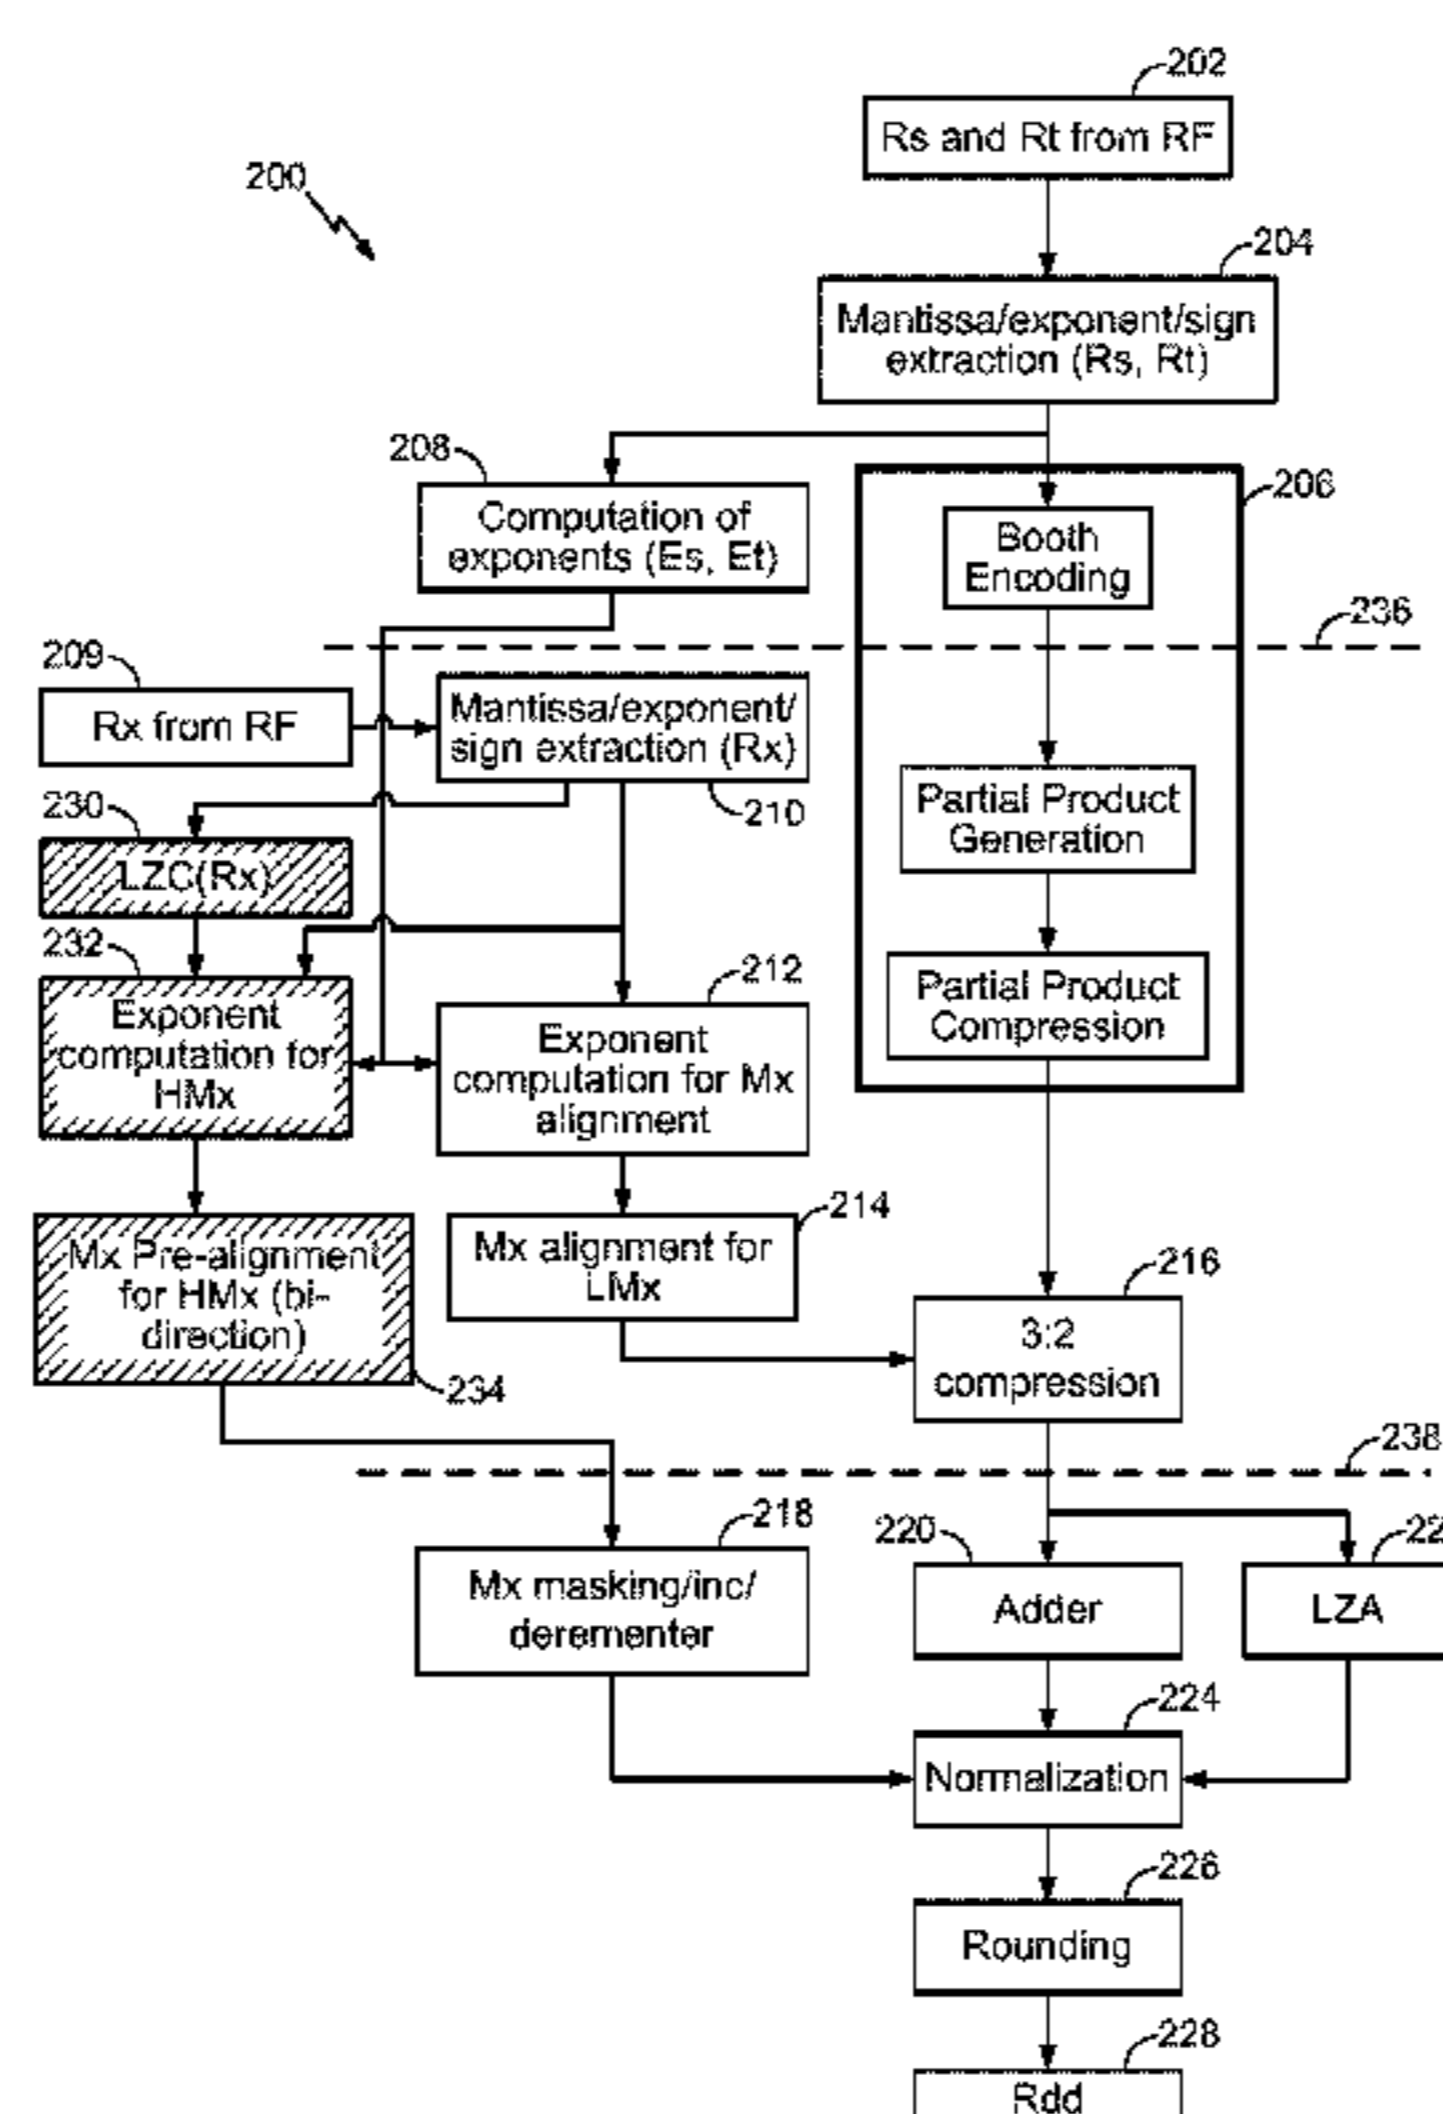 202
Rs and Rt from RF
200
204
Mantissa/exponent/sign
extraction (Rs, Rt)
208
Computation of
exponents (Es, Et)
206
Booth
Encoding
236
209
Rx from RF
Mantissa/exponent/
sign extraction (Rx)
210
Partial Product
Generation
230
LZC(Rx)
232
Exponent
computation for
HMx
212
Exponent
computation for Mx
alignment
Partial Product
Compression
Mx Pre-alignment
for HMx (bi-
direction)
234
214
Mx alignment for
LMx
216
3:2
compression
238
218
Mx masking/inc/
derementer
220
Adder
22
LZA
224
Normalization
226
Rounding
228
Rdd